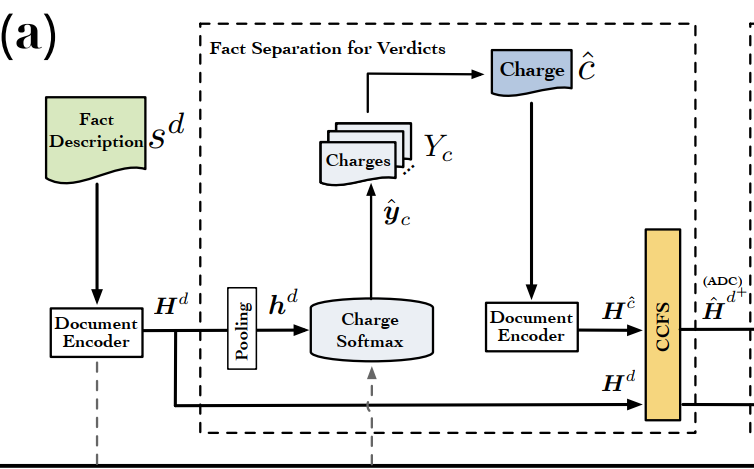 (a)
Fact Separation for Verdicts
Fact
Description
s^d
Charge
ĉ
Charges
...
Y_c
ŷ_c
H^d
Document
Encoder
Pooling
h^d
Charge
Softmax
Document
Encoder
H^ĉ
H^d
CCFS
(ADC)
Ĥ^{d+}